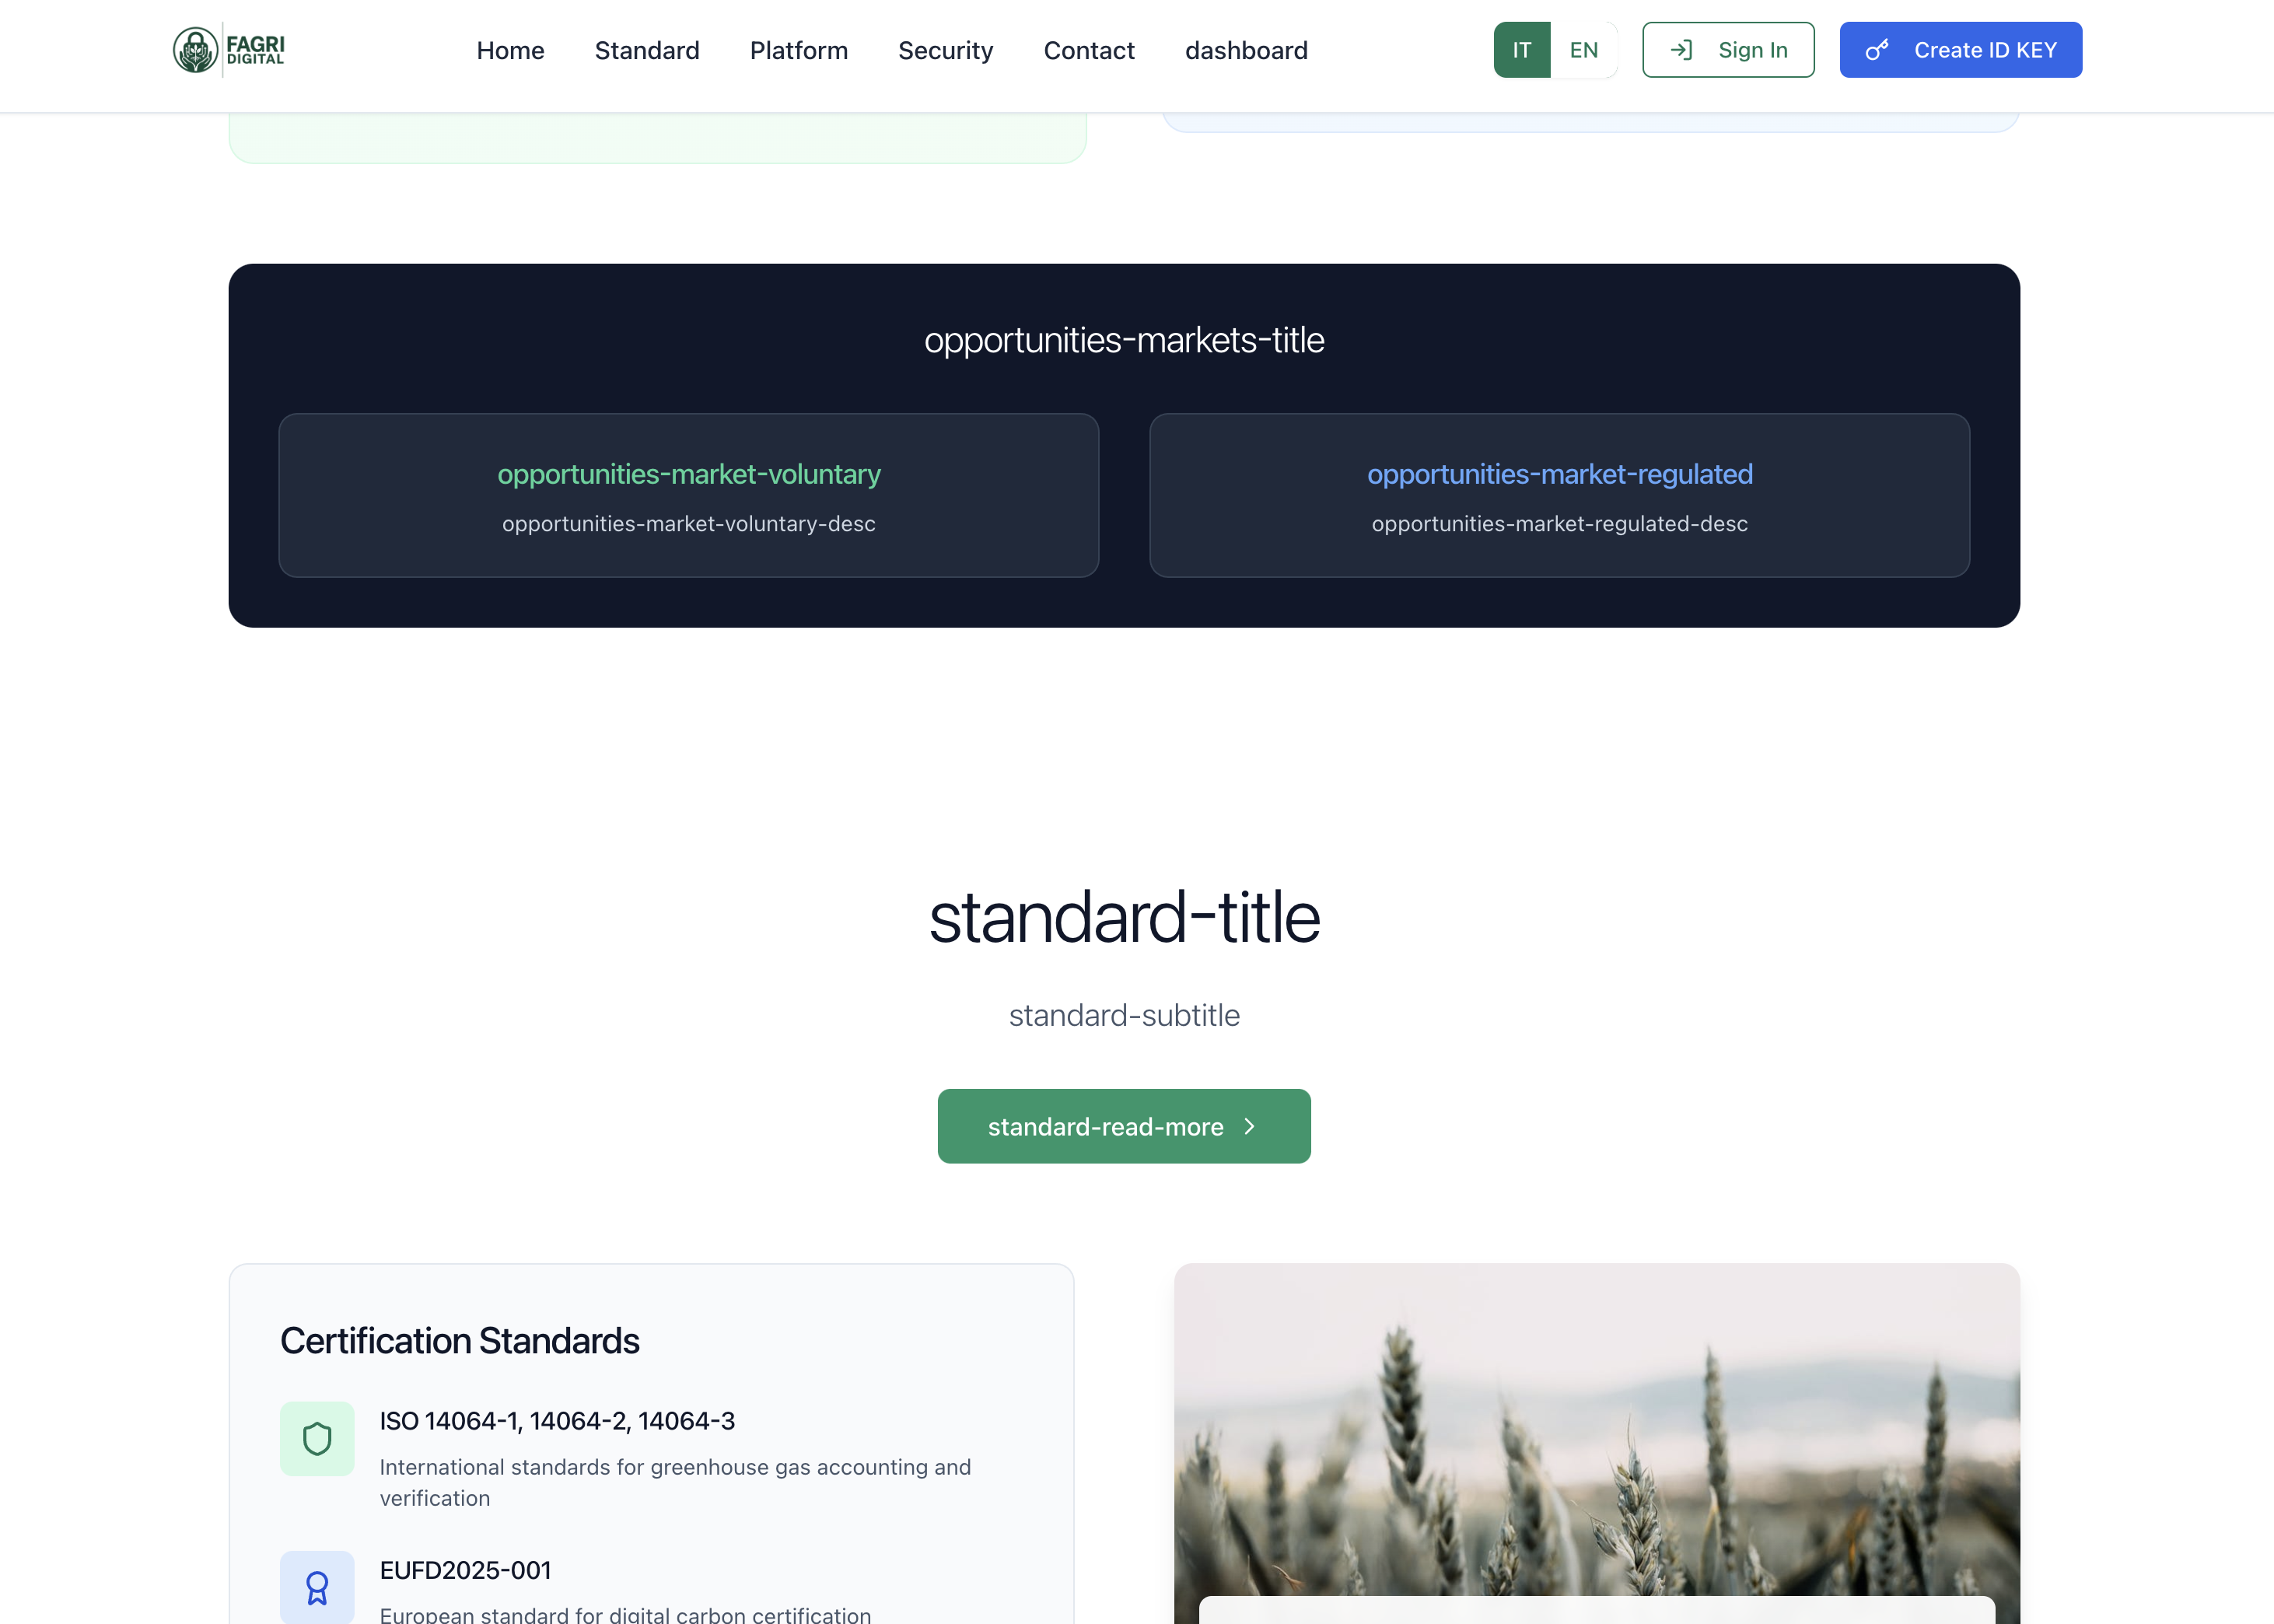 FAGRI
DIGITAL
Home
Standard
Platform
Security
Contact
dashboard
IT
EN
Sign In
Create ID KEY
opportunities-markets-title
opportunities-market-voluntary
opportunities-market-voluntary-desc
opportunities-market-regulated
opportunities-market-regulated-desc
standard-title
standard-subtitle
standard-read-more
Certification Standards
ISO 14064-1, 14064-2, 14064-3
International standards for greenhouse gas accounting and
verification
EUFD2025-001
European standard for digital carbon certification